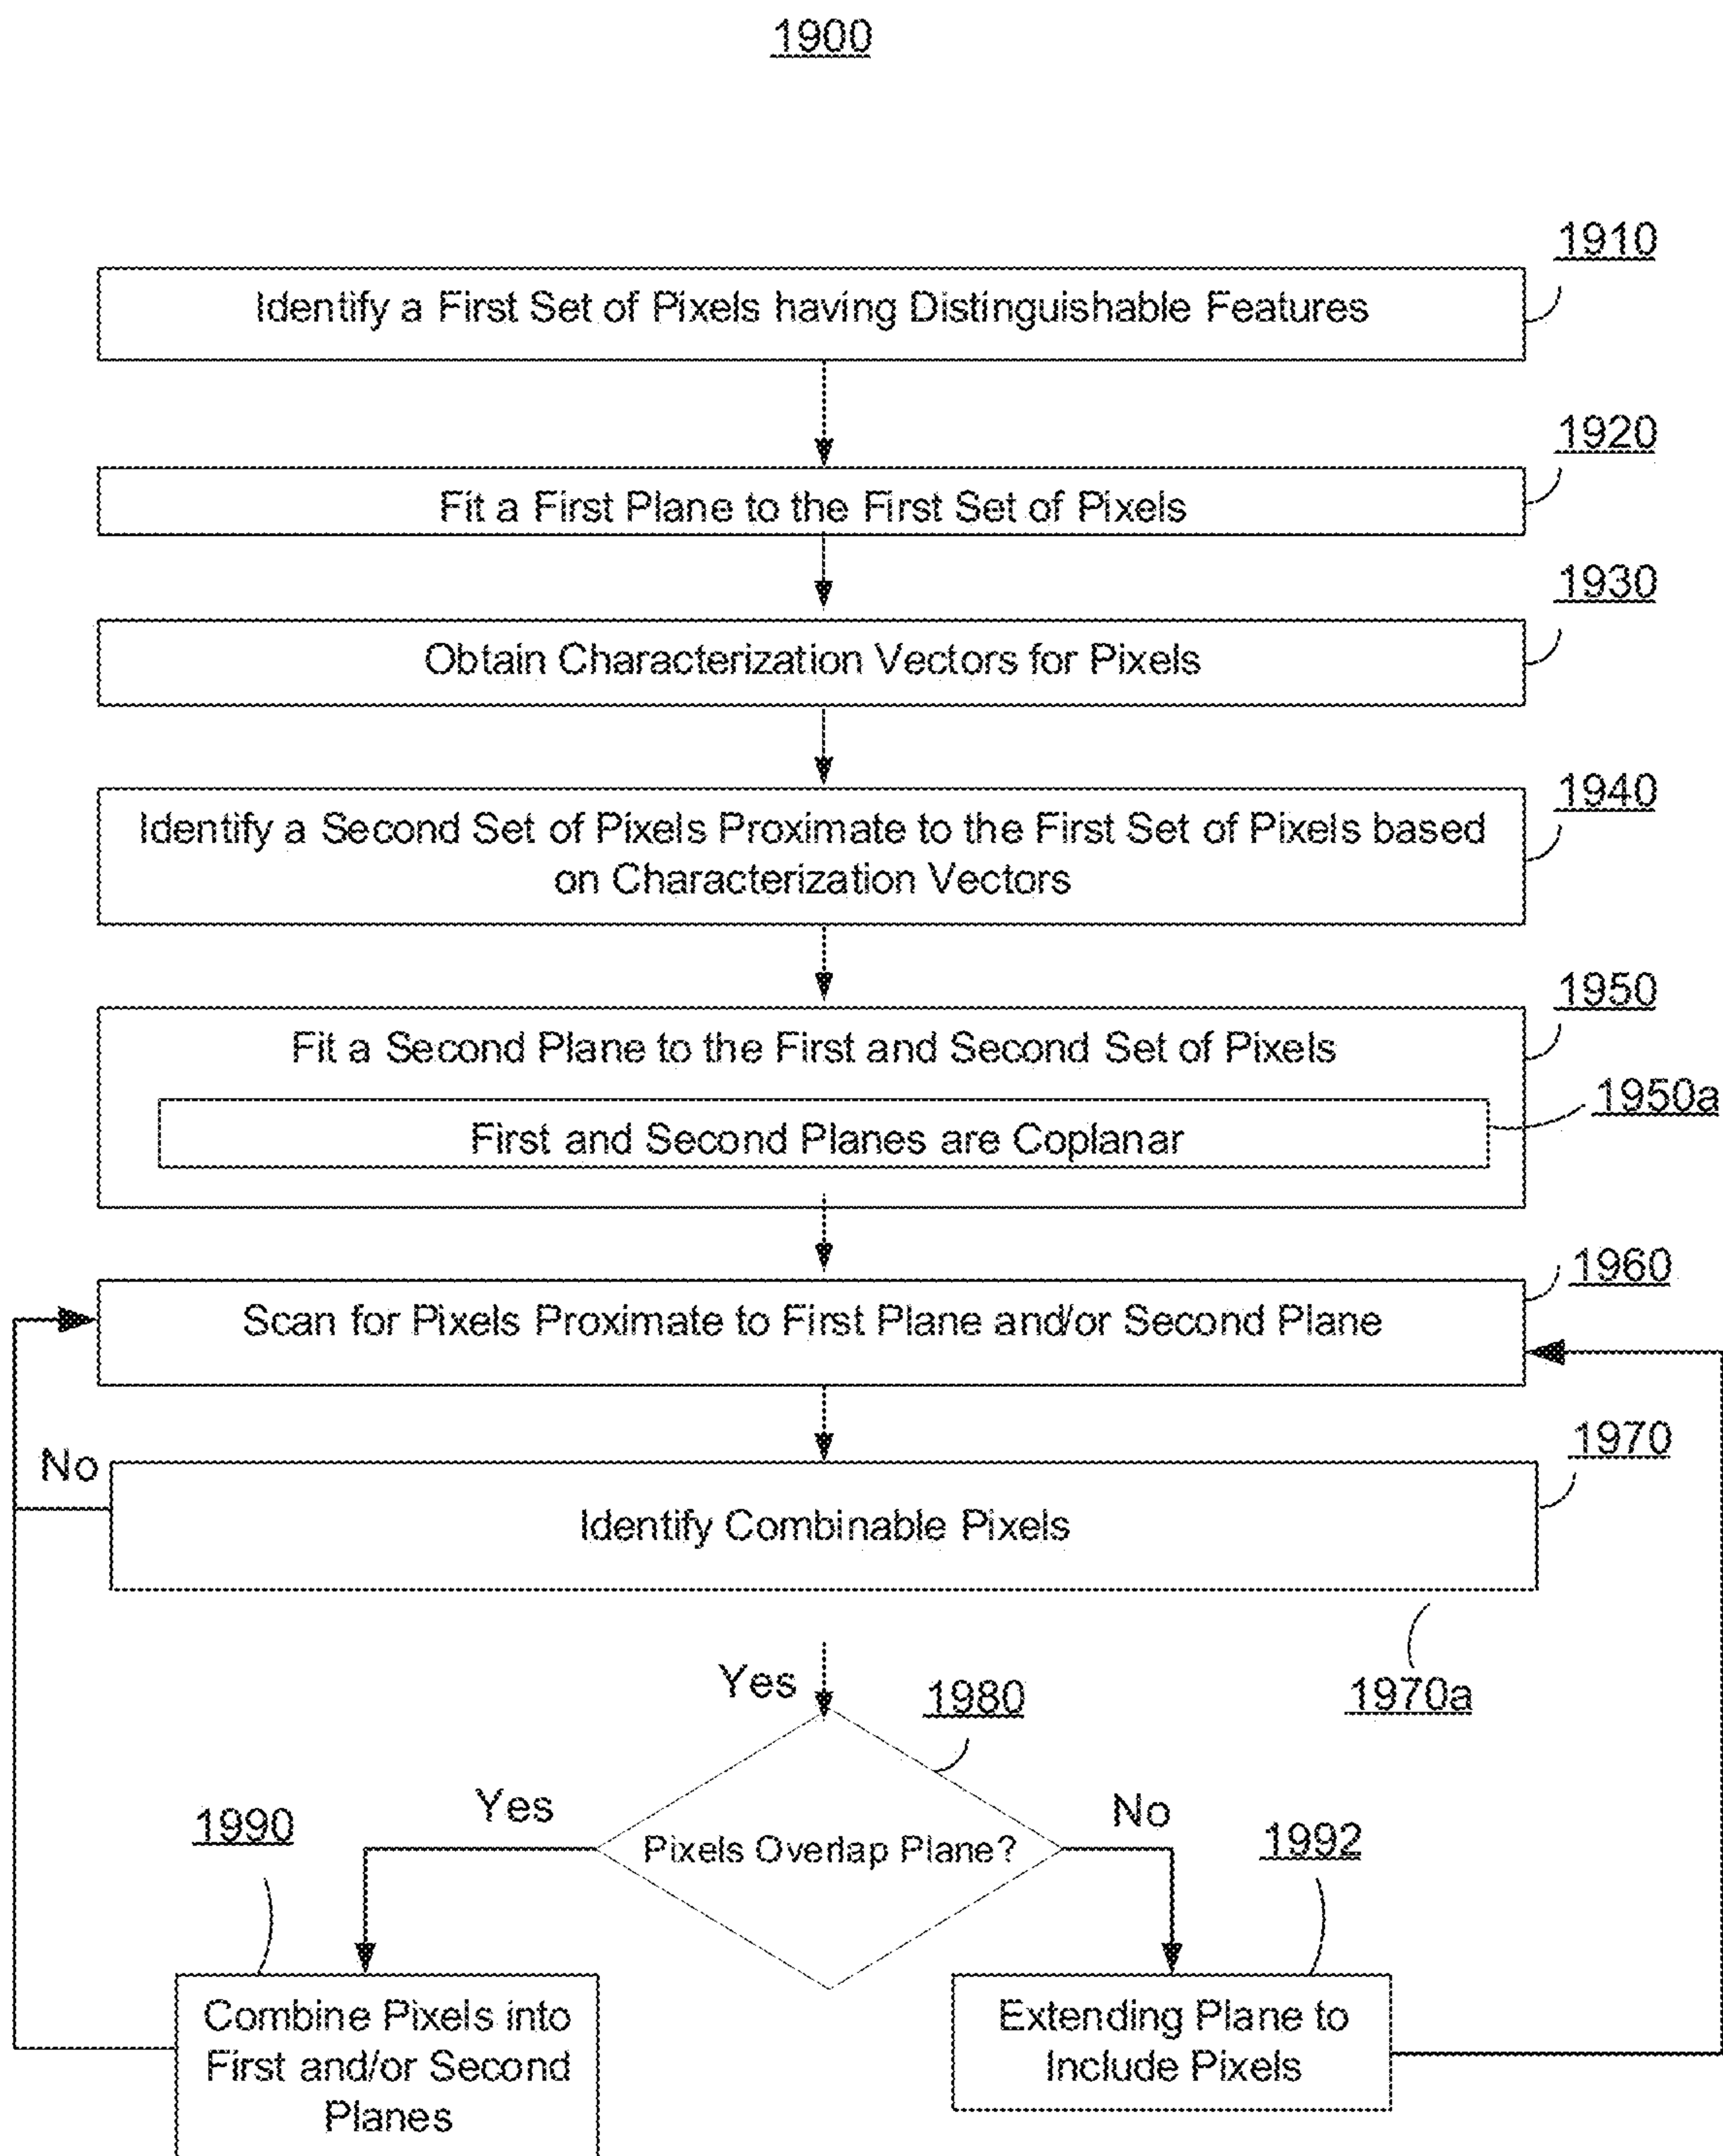 1900
1910
Identify a First Set of Pixels having Distinguishable Features
1920
Fit a First Plane to the First Set of Pixels
1930
Obtain Characterization Vectors for Pixels
1940
Identify a Second Set of Pixels Proximate to the First Set of Pixels based
on Characterization Vectors
1950
Fit a Second Plane to the First and Second Set of Pixels
1950a
First and Second Planes are Coplanar
1960
Scan for Pixels Proximate to First Plane and/or Second Plane
1970
No
Identify Combinable Pixels
Yes
1970a
1980
Yes
No
1990
1992
Pixels Overlap Plane?
Combine Pixels into
First and/or Second
Planes
Extending Plane to
Include Pixels